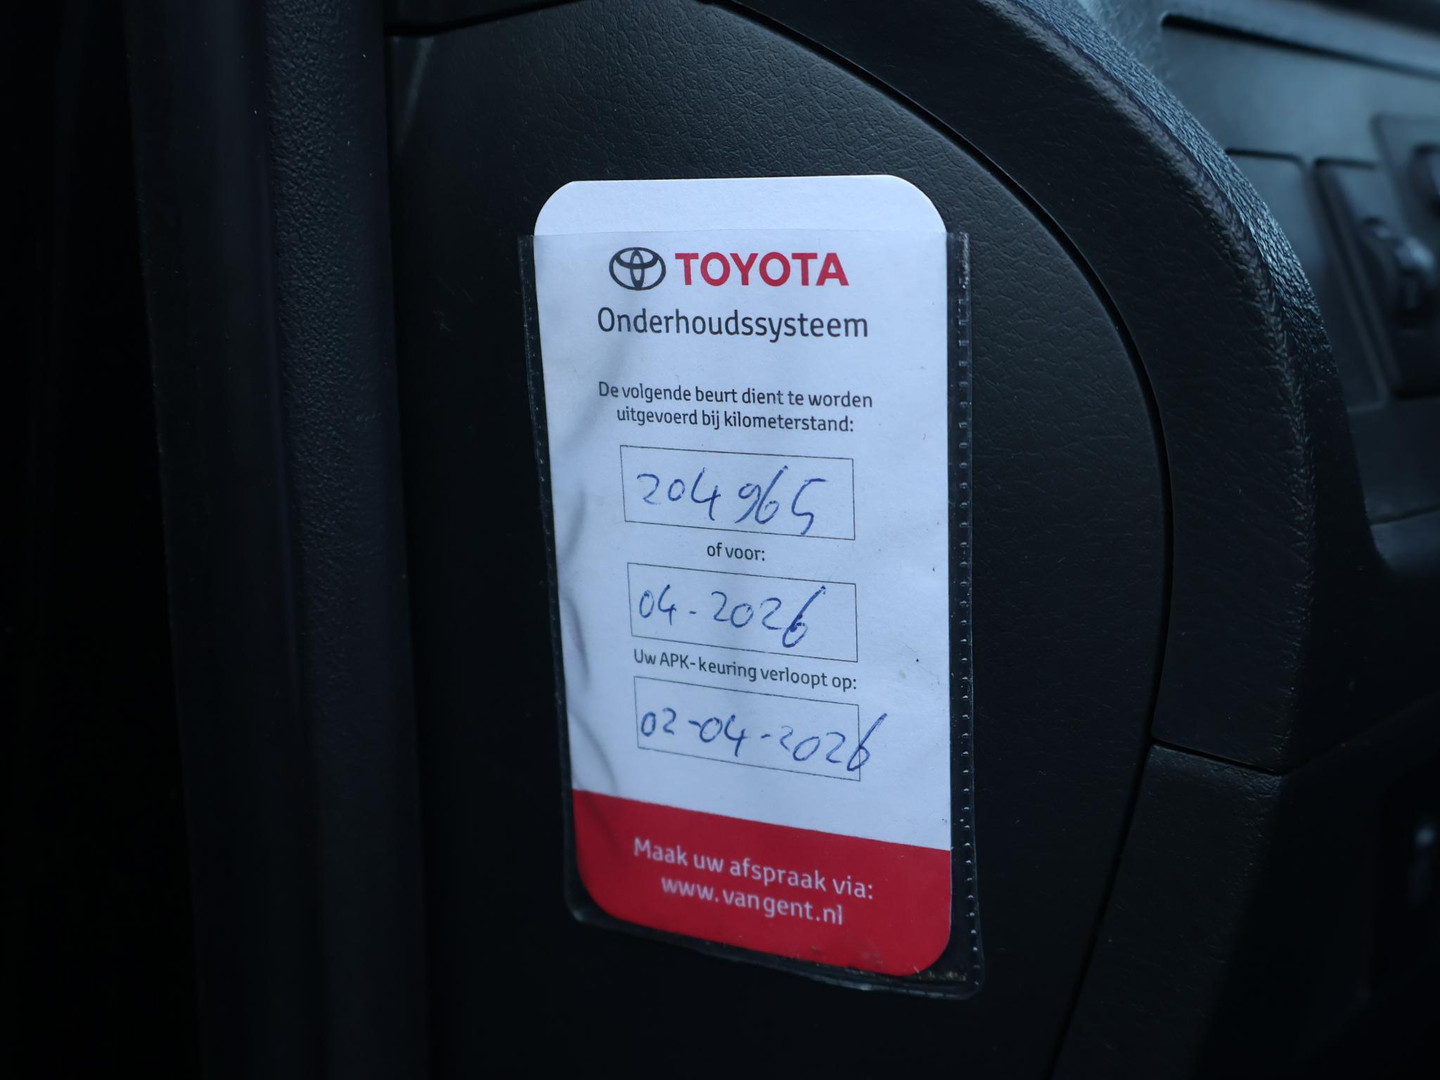 TOYOTA
Onderhoudssysteem
De volgende beurt dient te worden
uitgevoerd bij kilometerstand:
204965
of voor:
04-2026
Uw APK-keuring verloopt op:
02-04-2026
Maak uw afspraak via:
www.vangent.nl